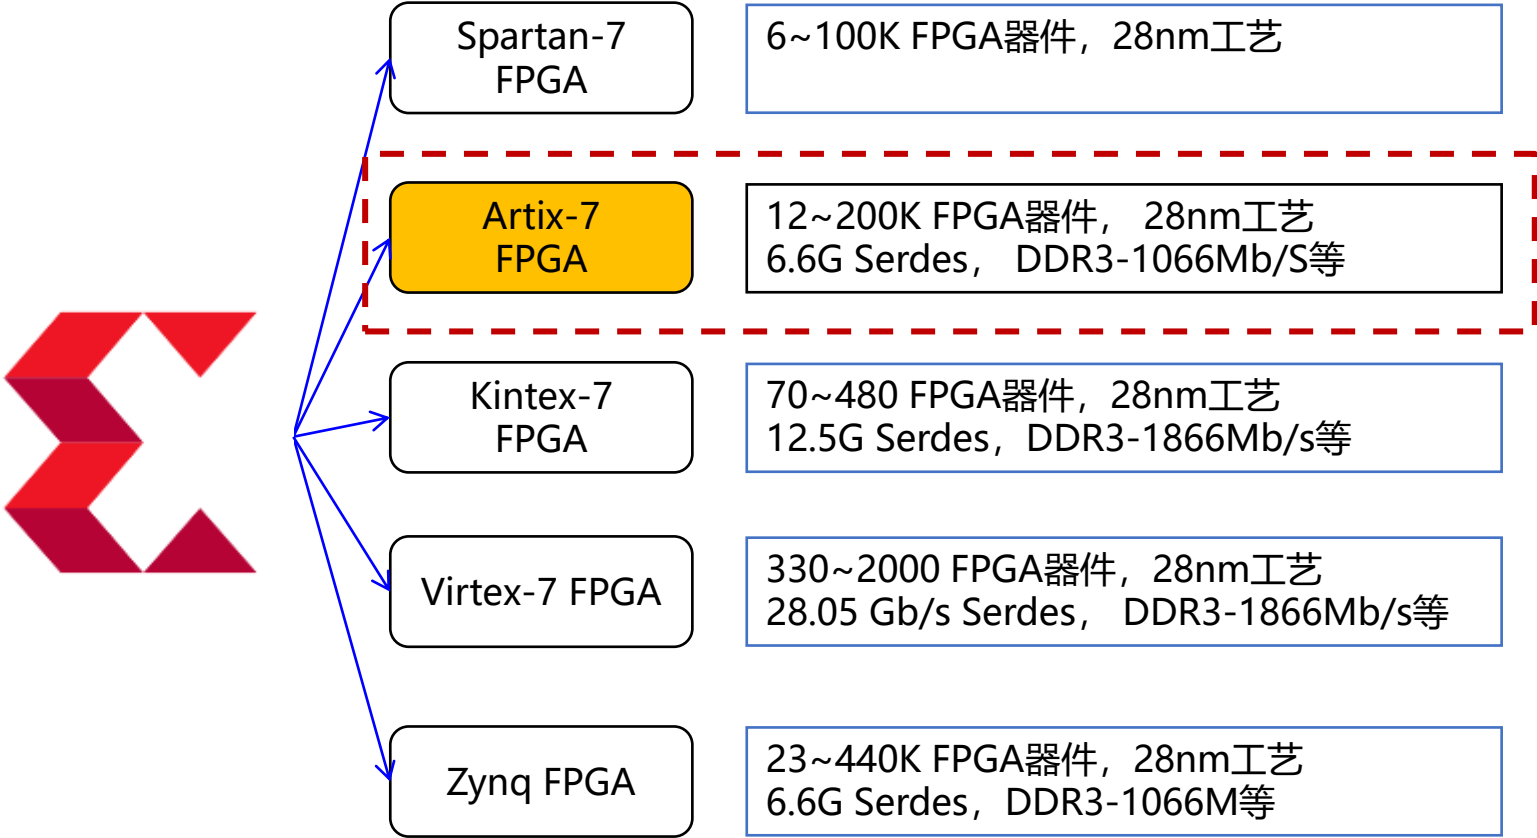 Spartan-7
FPGA
6~100K FPGA器件，28nm工艺
Artix-7
FPGA
12~200K FPGA器件， 28nm工艺
6.6G Serdes， DDR3-1066Mb/S等
Kintex-7
FPGA
70~480 FPGA器件，28nm工艺
12.5G Serdes，DDR3-1866Mb/s等
Virtex-7 FPGA
330~2000 FPGA器件，28nm工艺
28.05 Gb/s Serdes， DDR3-1866Mb/s等
Zynq FPGA
23~440K FPGA器件，28nm工艺
6.6G Serdes，DDR3-1066M等